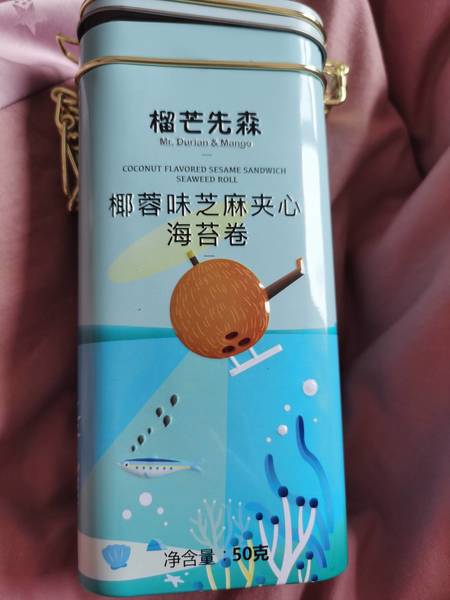 榴芒先森
Mr. Durian & Mango
COCONUT FLAVORED SESAME SANDWICH
SEAWEED ROLL
椰蓉味芝麻夹心
海苔卷
净含量：50克